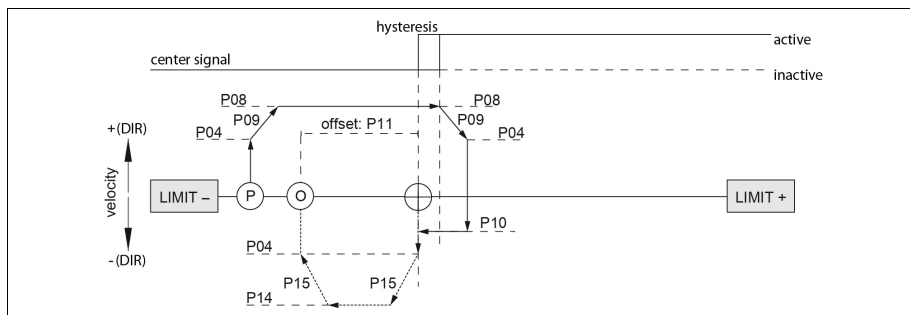 hysteresis
active
center signal
inactive
P08
P08
P09
P09
P04
offset: P11
P04
+(DIR)
velocity
LIMIT –
P
O
LIMIT +
P10
P04
-(DIR)
P15
P15
P14